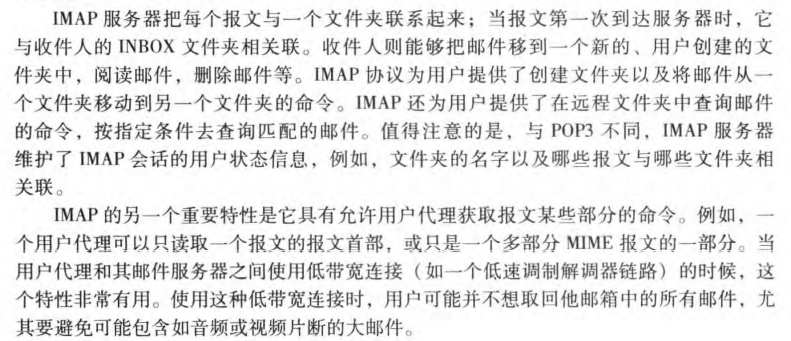 IMAP 服务器把每个报文与一个文件夹联系起来；当报文第一次到达服务器时，它
与收件人的 INBOX 文件夹相关联。收件人则能够把邮件移到一个新的、用户创建的文
件夹中，阅读邮件，删除邮件等。IMAP 协议为用户提供了创建文件夹以及将邮件从一
个文件夹移动到另一个文件夹的命令。IMAP 还为用户提供了在远程文件夹中查询邮件
的命令，按指定条件去查询匹配的邮件。值得注意的是，与 POP3 不同，IMAP 服务器
维护了 IMAP 会话的用户状态信息，例如，文件夹的名字以及哪些报文与哪些文件夹相
关联。
IMAP 的另一个重要特性是它具有允许用户代理获取报文某些部分的命令。例如，一
个用户代理可以只读取一个报文的报文首部，或只是一个多部分 MIME 报文的一部分。当
用户代理和其邮件服务器之间使用低带宽连接（如一个低速调制解调器链路）的时候，这
个特性非常有用。使用这种低带宽连接时，用户可能并不想取回他邮箱中的所有邮件，尤
其要避免可能包含如音频或视频片断的大邮件。